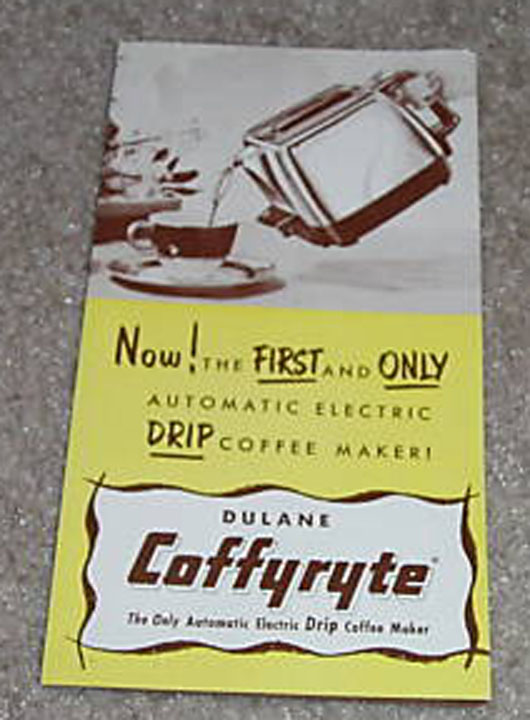 Now! THE FIRST AND ONLY
AUTOMATIC ELECTRIC
DRIP COFFEE MAKER!
DULANE
Coffyryte
The Only Automatic Electric Drip Coffee Maker